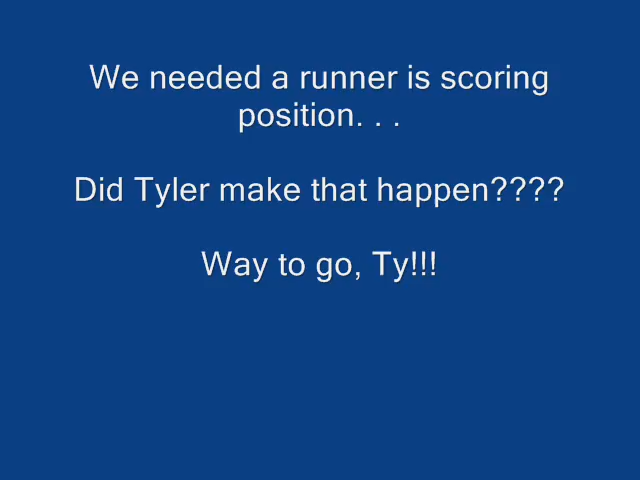 We needed a runner is scoring
position. . .
Did Tyler make that happen????
Way to go, Ty!!!